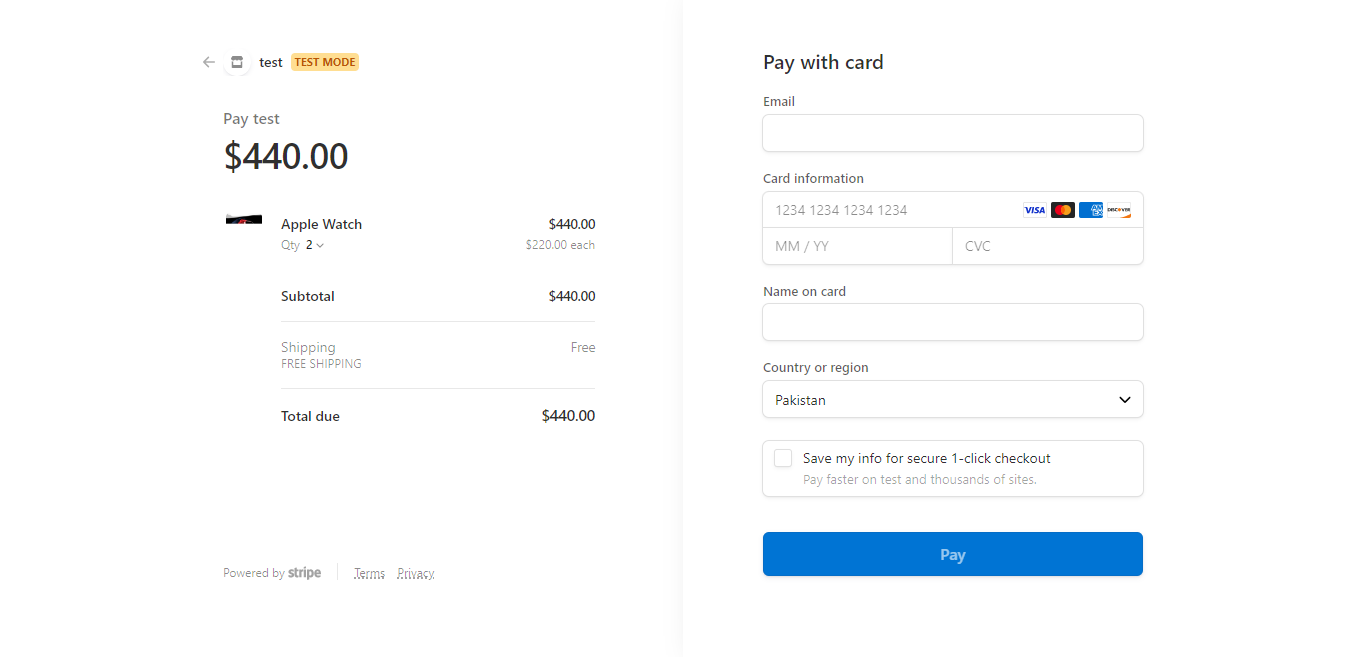 test TEST MODE
Pay test
$440.00
Apple Watch $440.00
Qty 2 $220.00 each
Subtotal $440.00
Shipping Free
FREE SHIPPING
Total due $440.00
Powered by stripe Terms Privacy
Pay with card
Email
Card information
1234 1234 1234 1234 VISA AMEX DISCOVER
MM / YY CVC
Name on card
Country or region
Pakistan
Save my info for secure 1-click checkout
Pay faster on test and thousands of sites.
Pay